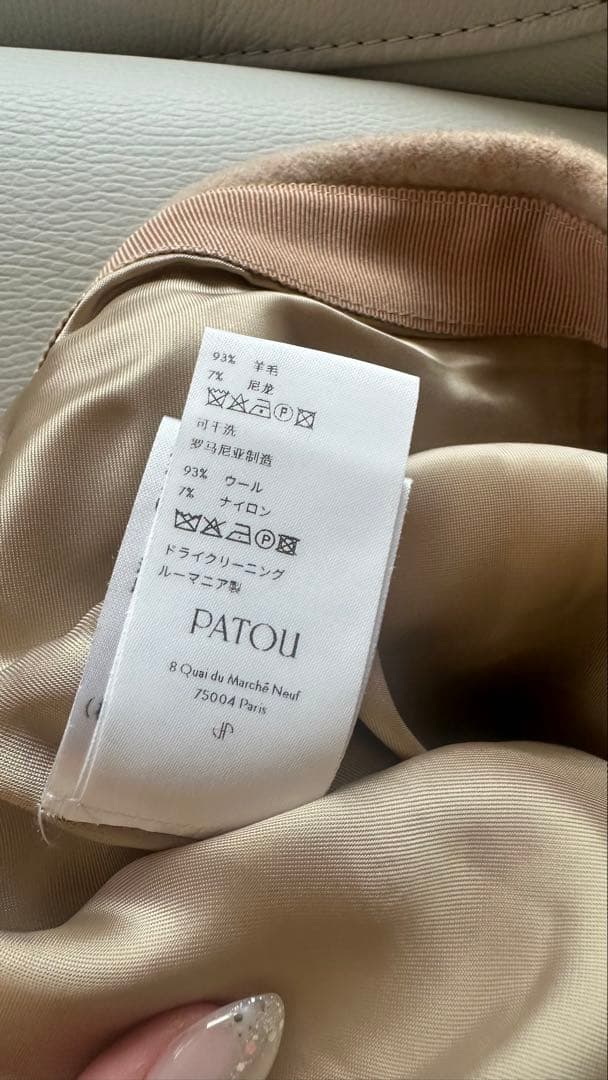 93% 羊毛
7% 尼龙
可干洗
罗马尼亚制造
93% ウール
7% ナイロン
ドライクリーニング
ルーマニア製
PATOU
8 Quai du Marché Neuf
75004 Paris
JP